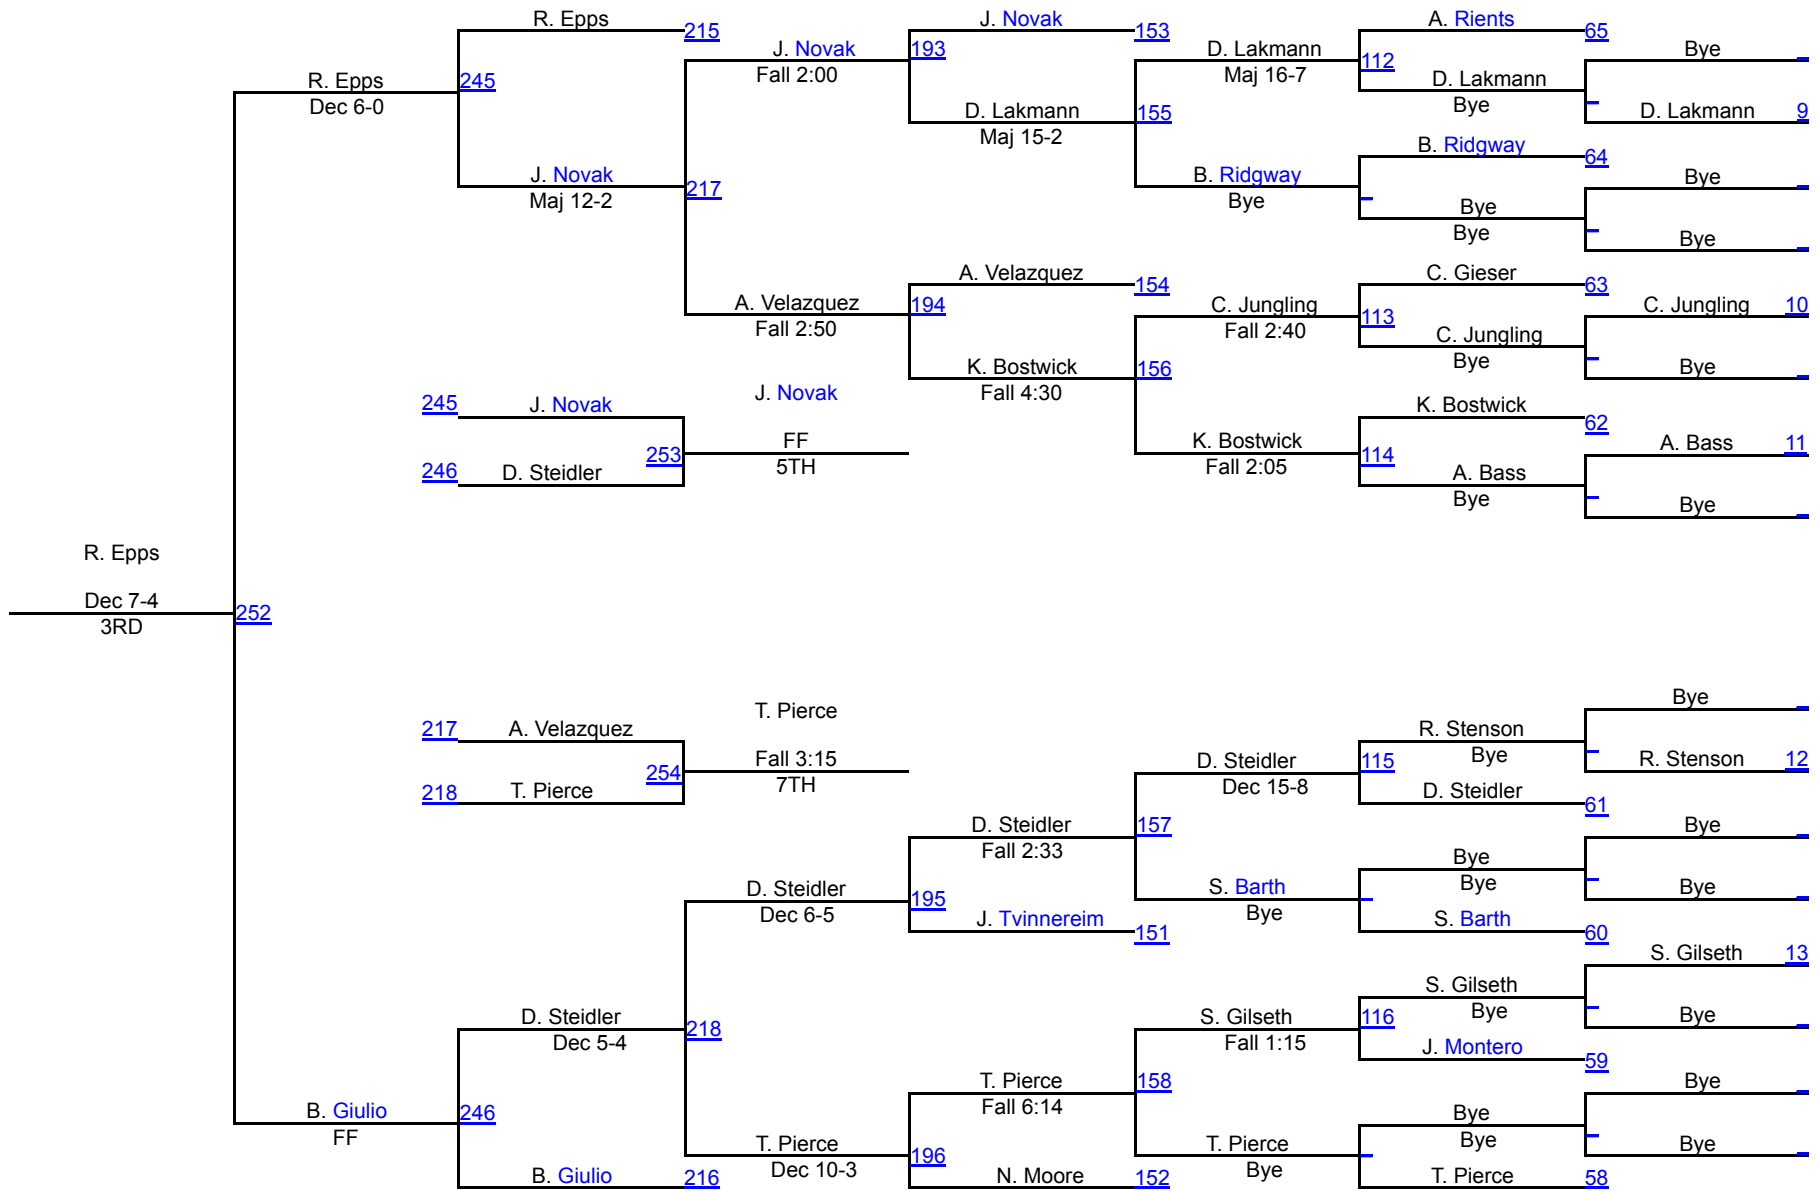 R. Epps
215
J. Novak
153
A. Rients
65
J. Novak
193
Fall 2:00
D. Lakmann
112
Maj 16-7
Bye
R. Epps
245
Dec 6-0
D. Lakmann
Bye
D. Lakmann
9
D. Lakmann
155
Maj 15-2
B. Ridgway
64
J. Novak
217
Maj 12-2
B. Ridgway
Bye
Bye
Bye
Bye
Bye
A. Velazquez
154
C. Gieser
63
A. Velazquez
194
Fall 2:50
C. Jungling
113
Fall 2:40
C. Jungling
10
C. Jungling
Bye
K. Bostwick
156
Fall 4:30
Bye
J. Novak
245
J. Novak
K. Bostwick
62
253
FF
5TH
K. Bostwick
114
Fall 2:05
A. Bass
11
246
D. Steidler
A. Bass
Bye
Bye
R. Epps
Dec 7-4
252
3RD
Bye
T. Pierce
217
A. Velazquez
R. Stenson
Bye
254
Fall 3:15
7TH
D. Steidler
115
Dec 15-8
R. Stenson
12
218
T. Pierce
D. Steidler
61
D. Steidler
157
Fall 2:33
Bye
Bye
Bye
D. Steidler
195
Dec 6-5
S. Barth
Bye
Bye
J. Tvinnereim
151
S. Barth
60
S. Gilseth
13
S. Gilseth
Bye
D. Steidler
218
Dec 5-4
S. Gilseth
116
Fall 1:15
Bye
J. Montero
59
T. Pierce
158
Fall 6:14
Bye
B. Giulio
246
FF
Bye
Bye
T. Pierce
196
Dec 10-3
T. Pierce
Bye
Bye
B. Giulio
216
N. Moore
152
T. Pierce
58